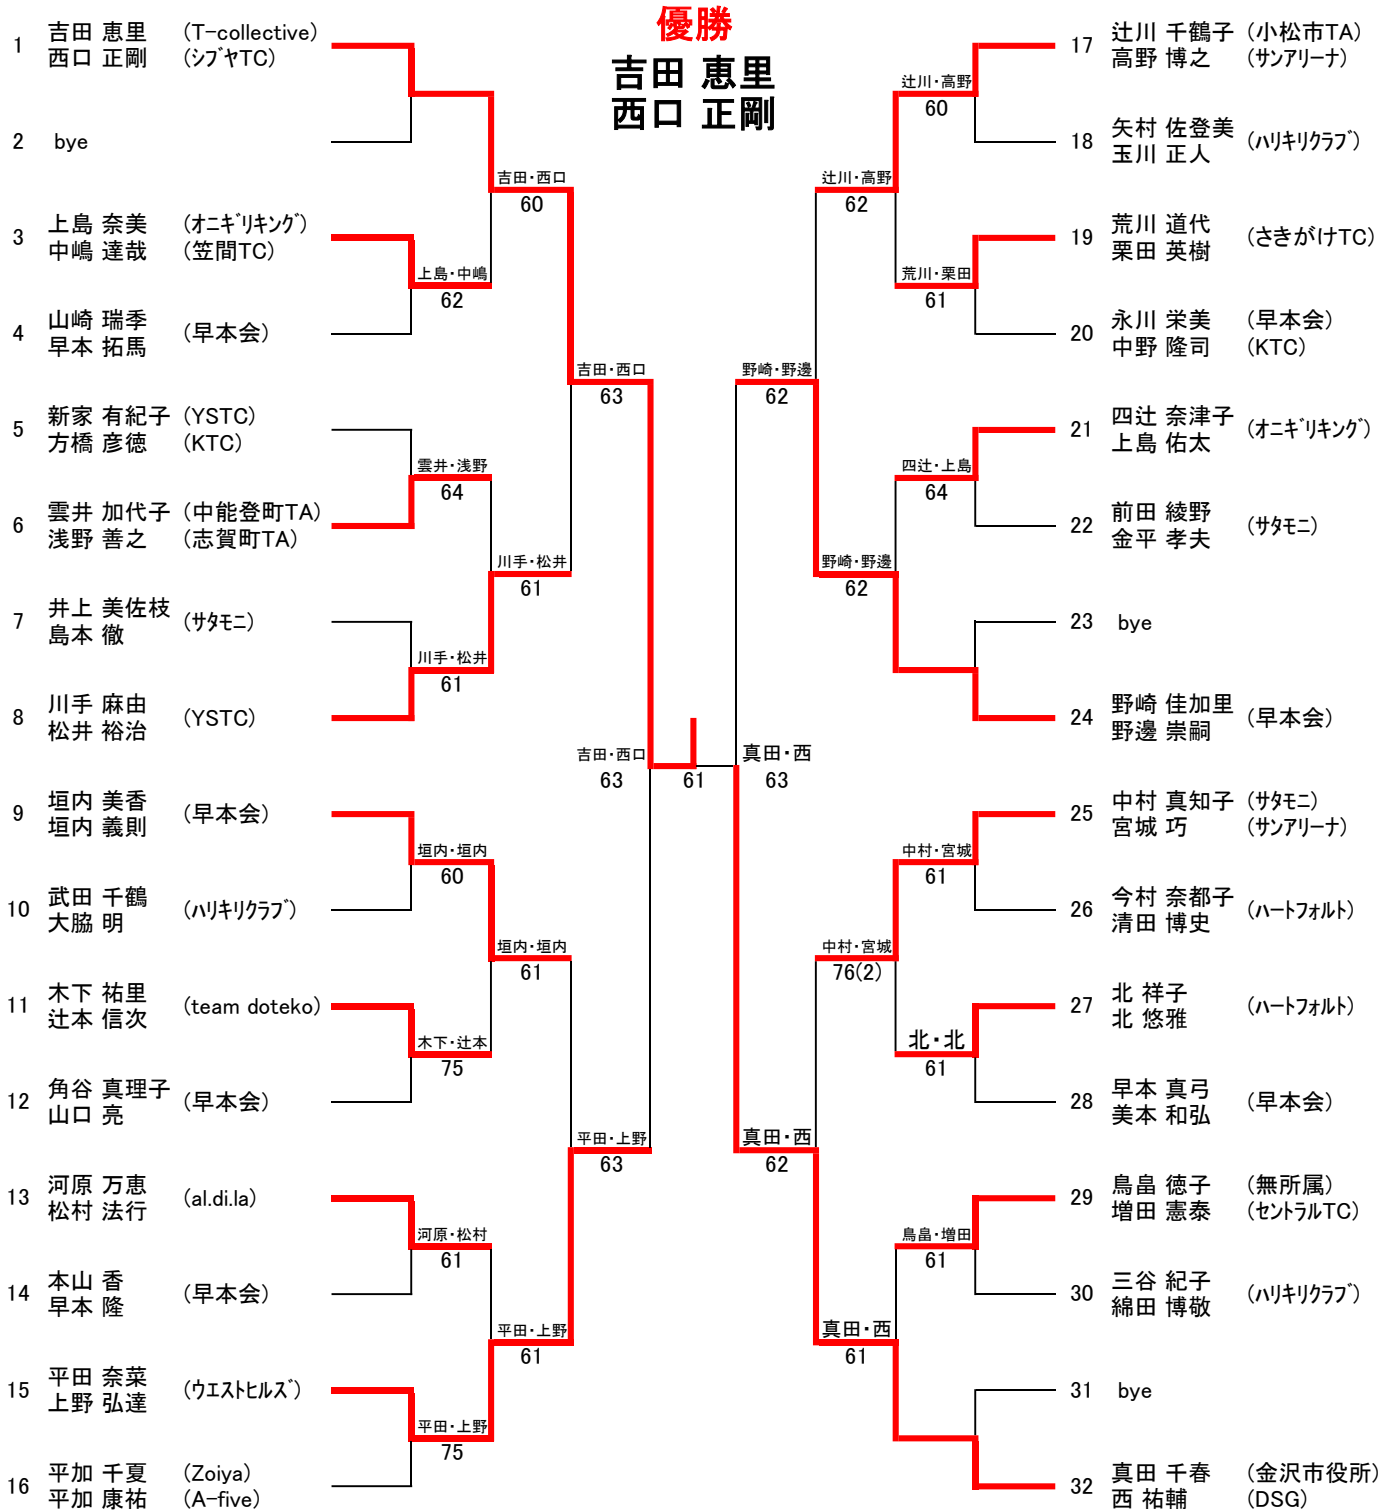 優勝
吉田 恵里
西口 正剛
1 吉田 恵里 (T-collective)
西口 正剛 (シブヤTC)
2 bye
吉田・西口
60
3 上島 奈美 (オニギリキング)
中嶋 達哉 (笠間TC)
上島・中嶋
62
4 山崎 瑞季 (早本会)
早本 拓馬
吉田・西口
63
5 新家 有紀子 (YSTC)
方橋 彦徳 (KTC)
雲井・浅野
64
6 雲井 加代子 (中能登町TA)
浅野 善之 (志賀町TA)
川手・松井
61
7 井上 美佐枝 (サタモニ)
島本 徹
川手・松井
61
8 川手 麻由 (YSTC)
松井 裕治
吉田・西口
63
61
9 垣内 美香 (早本会)
垣内 義則
垣内・垣内
60
10 武田 千鶴 (ハリキリクラブ)
大脇 明
垣内・垣内
61
11 木下 祐里 (team doteko)
辻本 信次
木下・辻本
75
12 角谷 真理子 (早本会)
山口 亮
平田・上野
63
13 河原 万恵 (al.di.la)
松村 法行
河原・松村
61
14 本山 香 (早本会)
早本 隆
平田・上野
61
15 平田 奈菜 (ウエストヒルズ)
上野 弘達
平田・上野
75
16 平加 千夏 (Zoiya)
平加 康祐 (A-five)
17 辻川 千鶴子 (小松市TA)
高野 博之 (サンアリーナ)
辻川・高野
60
18 矢村 佐登美 (ハリキリクラブ)
玉川 正人
辻川・高野
62
19 荒川 道代 (さきがけTC)
栗田 英樹
荒川・栗田
61
20 永川 栄美 (早本会)
中野 隆司 (KTC)
野崎・野邊
62
21 四辻 奈津子 (オニギリキング)
上島 佑太
四辻・上島
64
22 前田 綾野 (サタモニ)
金平 孝夫
野崎・野邊
62
23 bye
24 野崎 佳加里 (早本会)
野邊 崇嗣
真田・西
63
25 中村 真知子 (サタモニ)
宮城 巧 (サンアリーナ)
中村・宮城
61
26 今村 奈都子 (ハートフォルト)
清田 博史
中村・宮城
76(2)
27 北 祥子 (ハートフォルト)
北 悠雅
北・北
61
28 早本 真弓 (早本会)
美本 和弘
真田・西
62
29 鳥畠 徳子 (無所属)
増田 憲泰 (セントラルTC)
鳥畠・増田
61
30 三谷 紀子 (ハリキリクラブ)
綿田 博敬
真田・西
61
31 bye
32 真田 千春 (金沢市役所)
西 祐輔 (DSG)